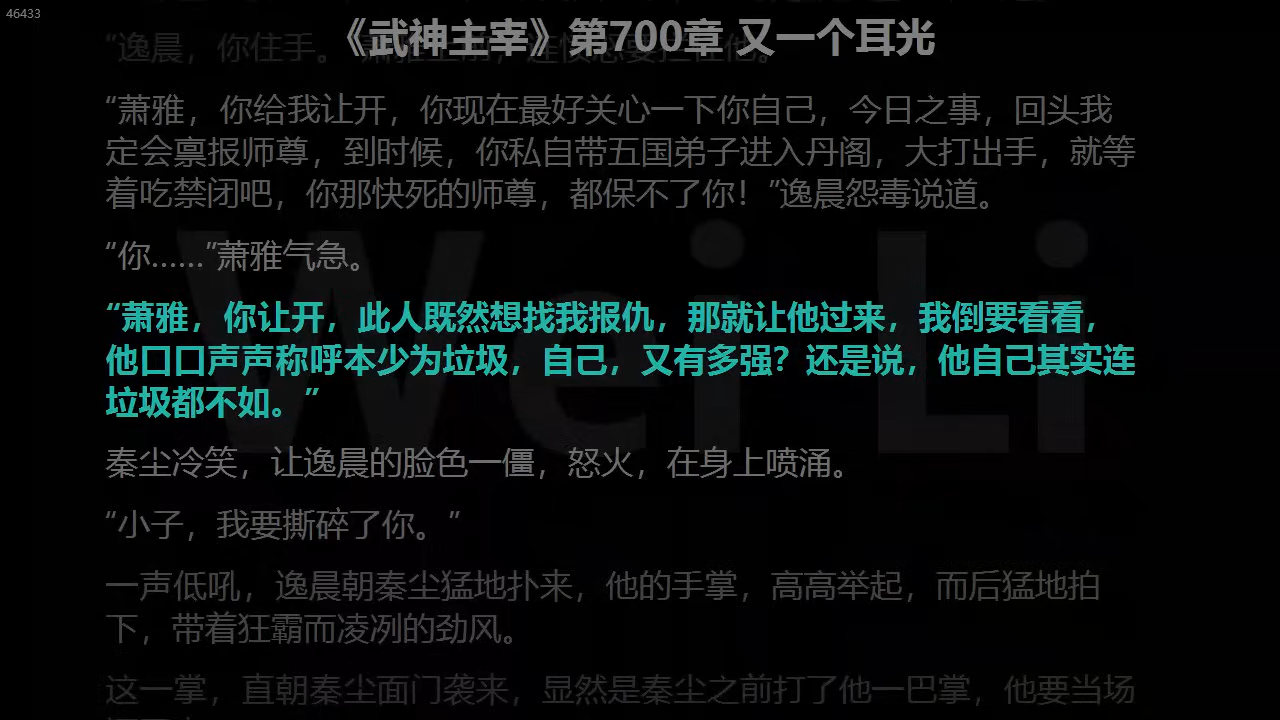 46433
《武神主宰》第700章 又一个耳光
“逸晨，你住手。”萧雅上前，连愤怒要拦住他。
“萧雅，你给我让开，你现在最好关心一下你自己，今日之事，回头我
定会禀报师尊，到时候，你私自带五国弟子进入丹阁，大打出手，就等
着吃禁闭吧，你那快死的师尊，都保不了你！”逸晨怨毒说道。
“你……”萧雅气急。
“萧雅，你让开，此人既然想找我报仇，那就让他过来，我倒要看看，
他口口声声称呼本少为垃圾，自己，又有多强？还是说，他自己其实连
垃圾都不如。”
秦尘冷笑，让逸晨的脸色一僵，怒火，在身上喷涌。
“小子，我要撕碎了你。”
一声低吼，逸晨朝秦尘猛地扑来，他的手掌，高高举起，而后猛地拍
下，带着狂霸而凌冽的劲风。
这一掌，直朝秦尘面门袭来，显然是秦尘之前打了他一巴掌，他要当场
Wei Li